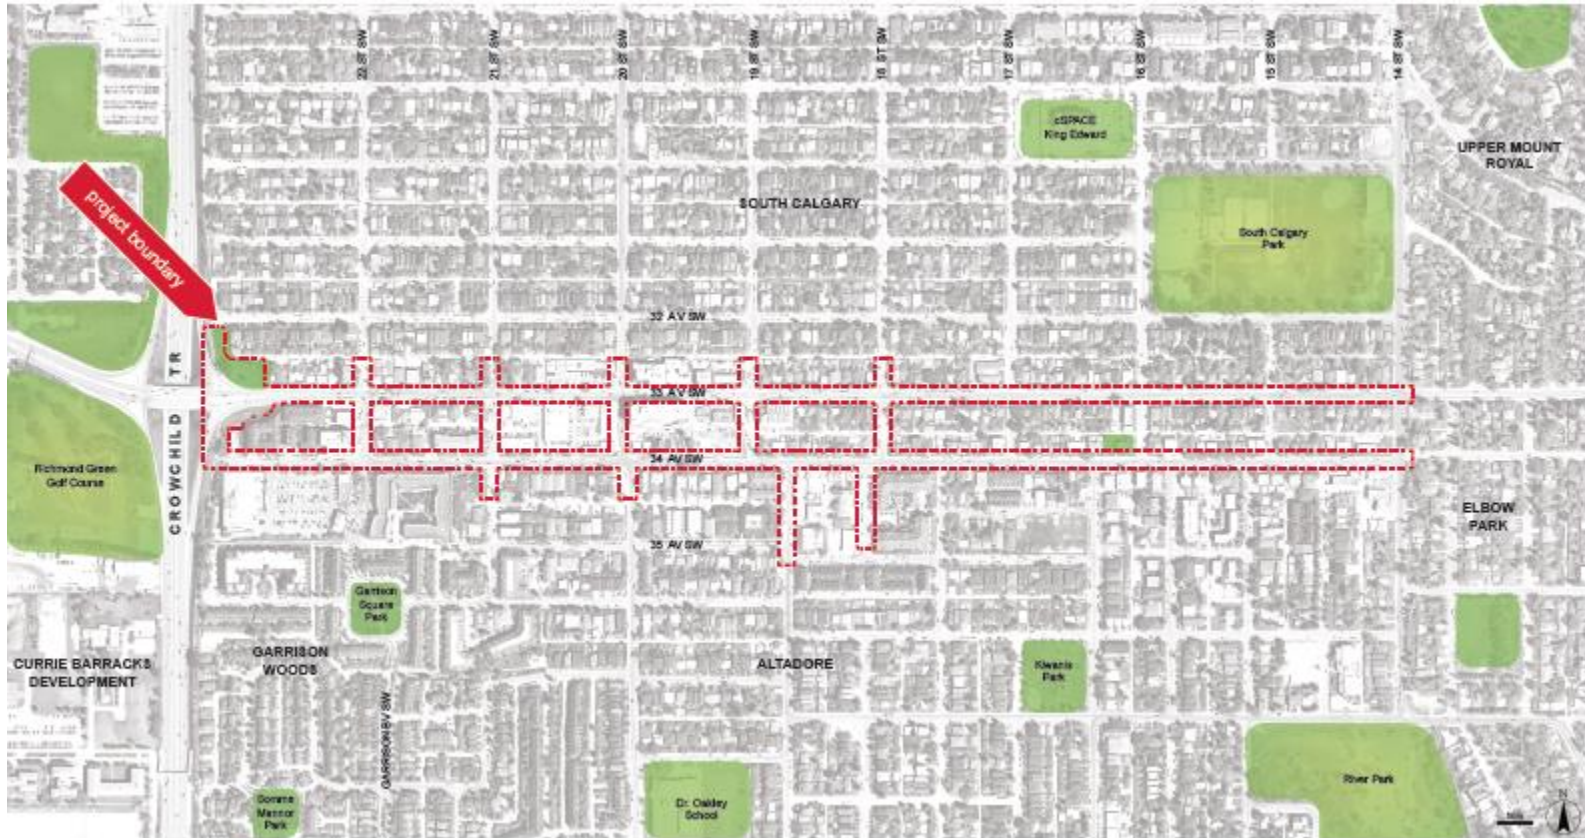 22 ST SW
21 ST SW
20 ST SW
19 ST SW
18 ST SW
17 ST SW
16 ST SW
15 ST SW
14 ST SW
cSPACE
King Edward
UPPER MOUNT
ROYAL
project boundary
SOUTH CALGARY
South Calgary
Park
32 AV SW
CROWCHILD TR
33 AV SW
34 AV SW
Richmond Green
Golf Course
ELBOW
PARK
35 AV SW
Garrison
Square
Park
CURRIE BARRACKS
DEVELOPMENT
GARRISON
WOODS
ALTADORE
Kiwanis
Park
GARRISON BV SW
Somme
Mannor
Park
Dr. Oakley
School
River Park
N